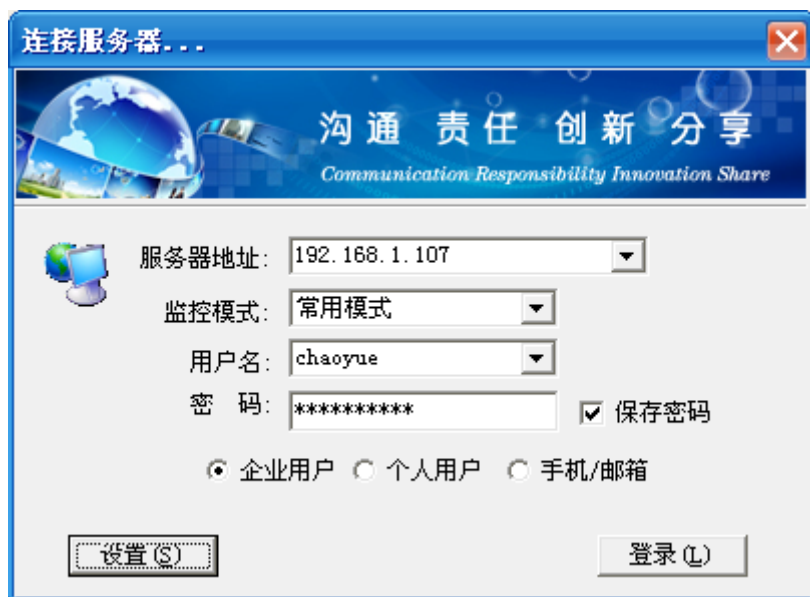 连接服务器...
沟通 责任 创新 分享
Communication Responsibility Innovation Share
服务器地址: 192.168.1.107
监控模式: 常用模式
用户名: chaoyue
密 码: ********** 保存密码
企业用户 个人用户 手机/邮箱
设置(S) 登录(L)